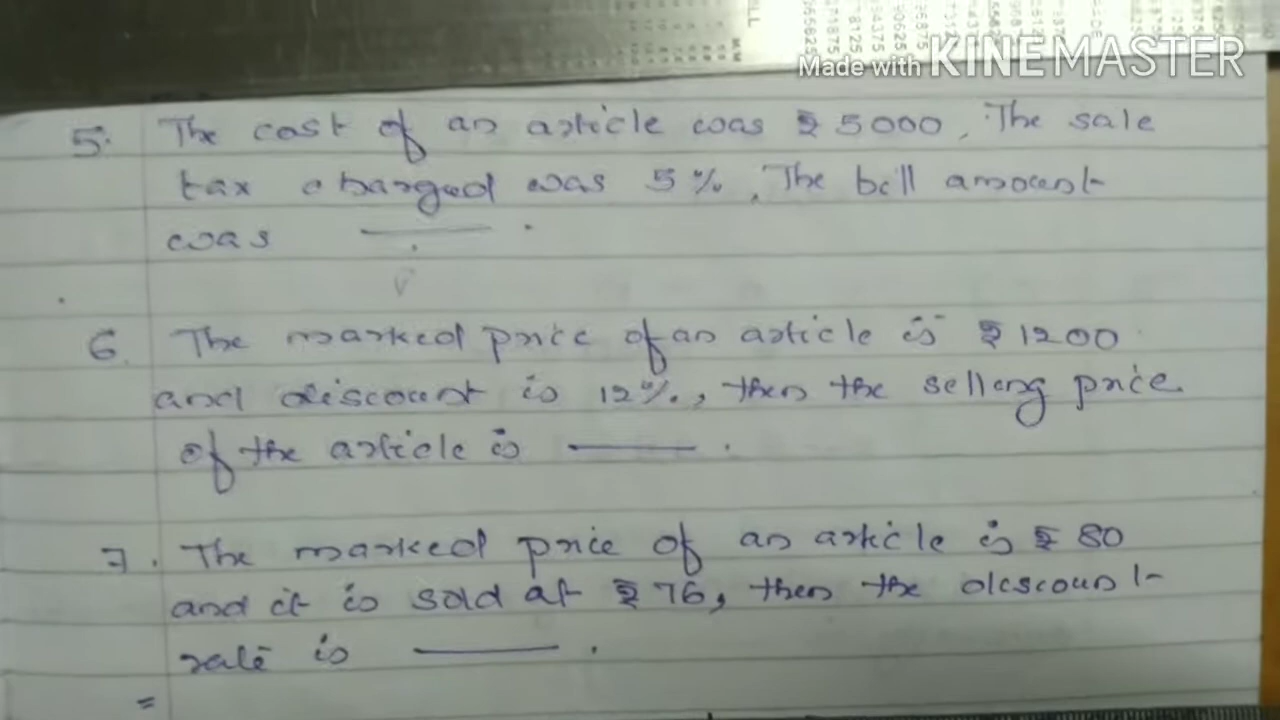 Made with KINEMASTER
5. The cost of an article was ₹ 5000, The sale
tax charged was 5%. The bill amount
was ———.
6. The marked price of an article is ₹ 1200
and discount is 12%, then the selling price
of the article is ———.
7. The marked price of an article is ₹ 80
and it is sold at ₹ 76, then the discount
rate is ———.
=